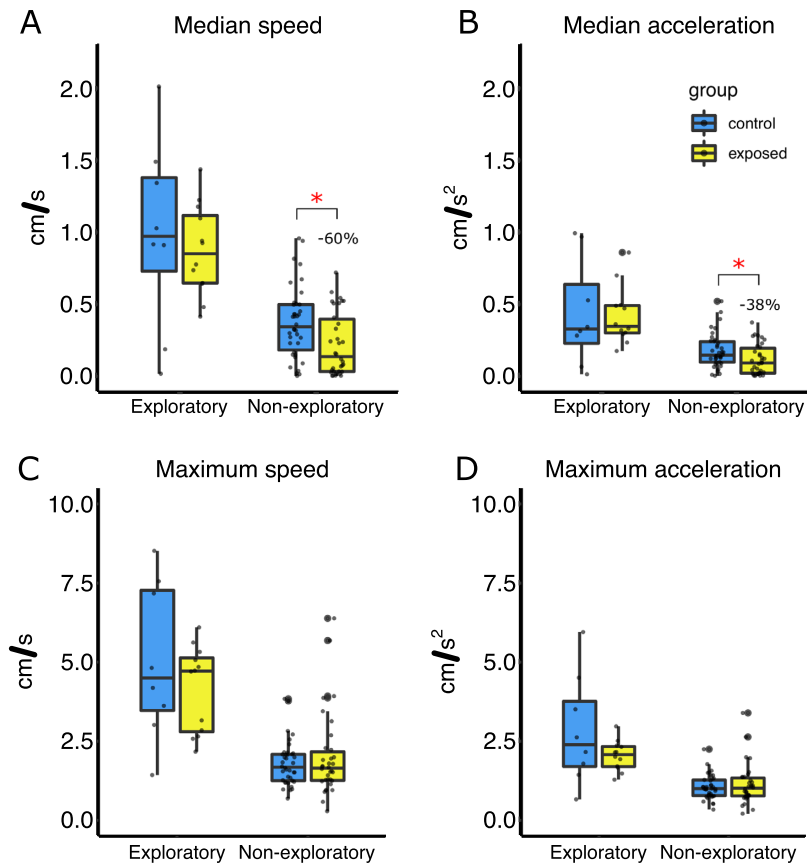 A Median speed
cm/s
2.0
1.5
1.0
0.5
0.0
*
-60%
Exploratory Non-exploratory
B Median acceleration
cm/s²
2.0
1.5
1.0
0.5
0.0
group
control
exposed
*
-38%
Exploratory Non-exploratory
C Maximum speed
cm/s
10.0
7.5
5.0
2.5
0.0
Exploratory Non-exploratory
D Maximum acceleration
cm/s²
10.0
7.5
5.0
2.5
0.0
Exploratory Non-exploratory